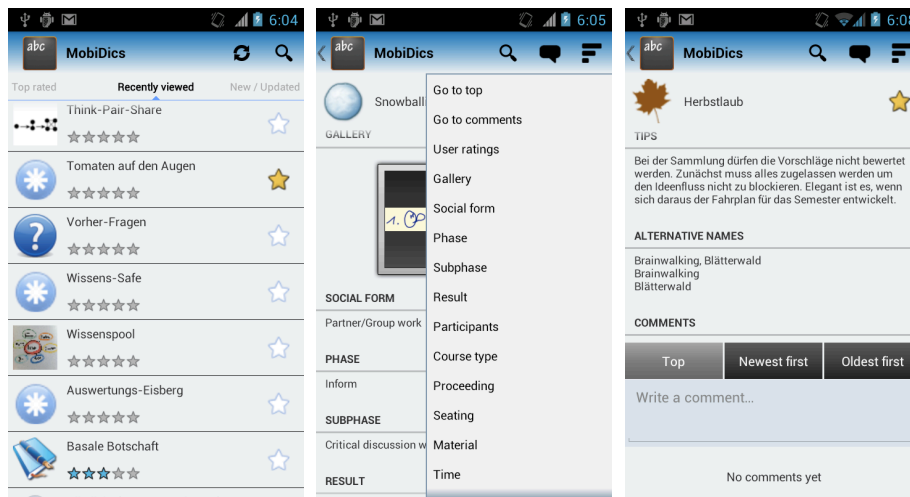 6:04
abc MobiDics
Top rated Recently viewed New / Updated
Think-Pair-Share
Tomaten auf den Augen
Vorher-Fragen
Wissens-Safe
Wissenspool
Auswertungs-Eisberg
Basale Botschaft
6:05
abc MobiDics
Snowball
GALLERY
1.
SOCIAL FORM
Partner/Group work
PHASE
Inform
SUBPHASE
Critical discussion w
RESULT
Go to top
Go to comments
User ratings
Gallery
Social form
Phase
Subphase
Result
Participants
Course type
Proceeding
Seating
Material
Time
abc MobiDics
Herbstlaub
TIPS
Bei der Sammlung dürfen die Vorschläge nicht bewertet
werden. Zunächst muss alles zugelassen werden um
den Ideenfluss nicht zu blockieren. Elegant ist es, wenn
sich daraus der Fahrplan für das Semester entwickelt.
ALTERNATIVE NAMES
Brainwalking, Blätterwald
Brainwalking
Blätterwald
COMMENTS
Top Newest first Oldest first
Write a comment...
No comments yet